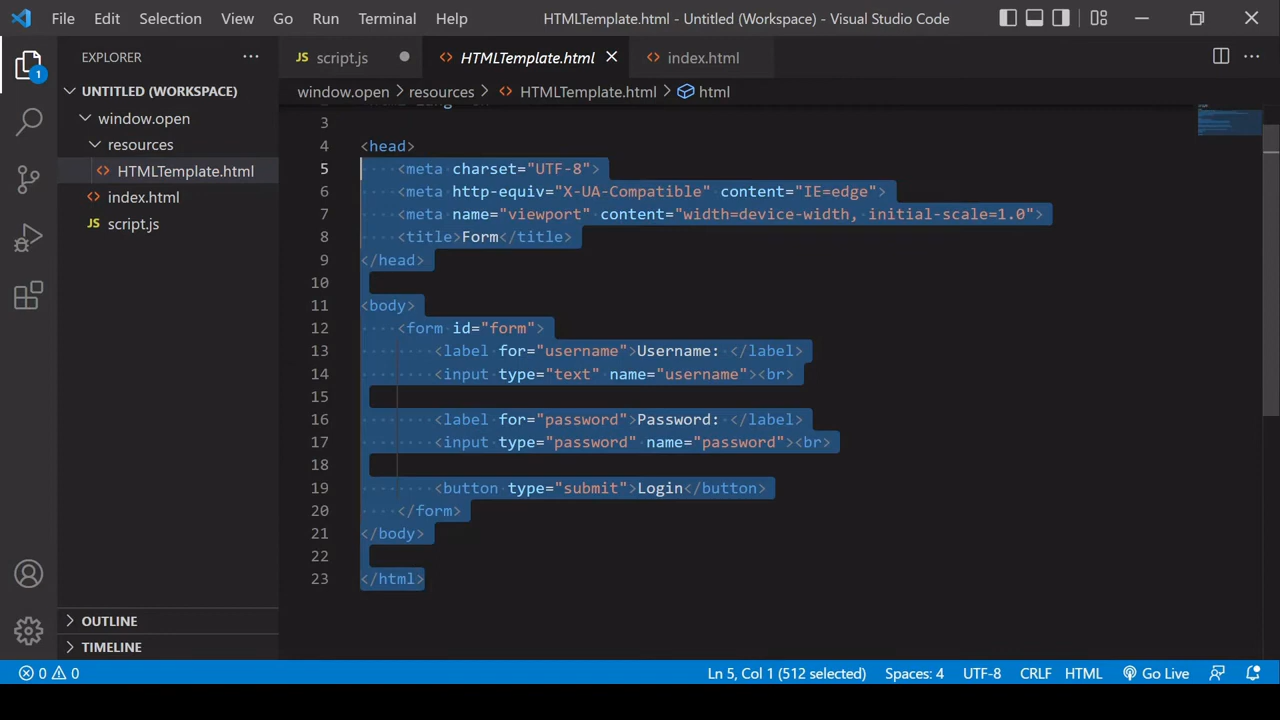 File Edit Selection View Go Run Terminal Help HTMLTemplate.html - Untitled (Workspace) - Visual Studio Code
EXPLORER
1
UNTITLED (WORKSPACE)
window.open
resources
HTMLTemplate.html
index.html
JS script.js
OUTLINE
TIMELINE
JS script.js HTMLTemplate.html index.html
window.open > resources > HTMLTemplate.html > html
3
4 <head>
5 <meta charset="UTF-8">
6 <meta http-equiv="X-UA-Compatible" content="IE=edge">
7 <meta name="viewport" content="width=device-width, initial-scale=1.0">
8 <title>Form</title>
9 </head>
10
11 <body>
12 <form id="form">
13 <label for="username">Username: </label>
14 <input type="text" name="username"><br>
15
16 <label for="password">Password: </label>
17 <input type="password" name="password"><br>
18
19 <button type="submit">Login</button>
20 </form>
21 </body>
22
23 </html>
0 0 Ln 5, Col 1 (512 selected) Spaces: 4 UTF-8 CRLF HTML Go Live